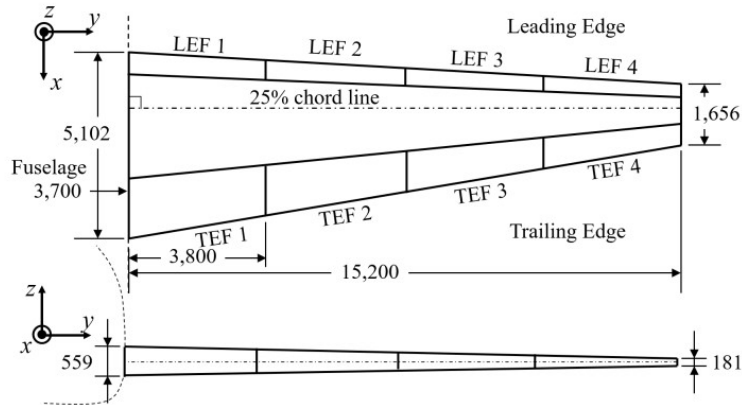 z
y
x
LEF 1
LEF 2
LEF 3
LEF 4
Leading Edge
25% chord line
5,102
1,656
Fuselage
3,700
TEF 1
TEF 2
TEF 3
TEF 4
Trailing Edge
3,800
15,200
z
y
x
559
181